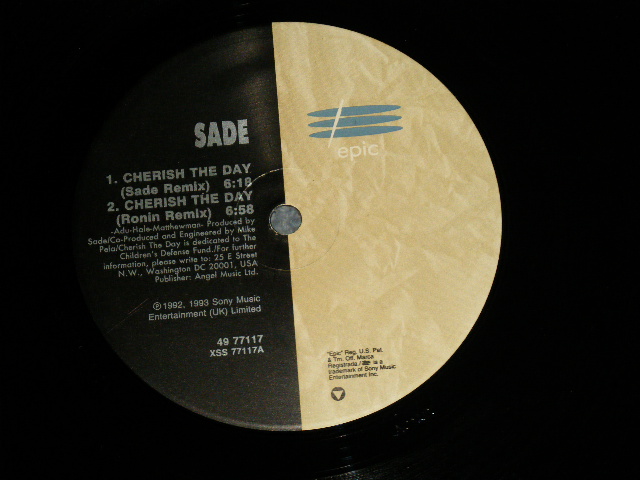 SADE
1. CHERISH THE DAY
(Sade Remix) 6:18
2. CHERISH THE DAY
(Ronin Remix) 6:58
-Adu-Hale-Matthewman- Produced by
Sade/Co-Produced and Engineered by Mike
Pela/Cherish The Day is dedicated to The
Children's Defense Fund./For further
information, please write to: 25 E Street
N.W., Washington DC 20001, USA
Publisher: Angel Music Ltd.
℗ 1992, 1993 Sony Music
Entertainment (UK) Limited
49 77117
XSS 77117A
epic
"Epic" Reg. U.S. Pat.
& Tm. Off. Marca
Registrada./ is a
trademark of Sony Music
Entertainment Inc.